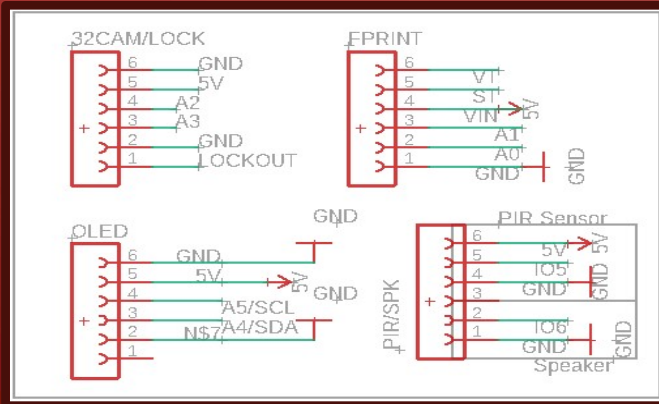 32CAM/LOCK
6 GND
5 5V
4 A2
3 A3
2 GND
1 LOCKOUT
FPRINT
6 VT
5 ST
4 VIN 5V
3 A1
2 A0
1 GND GND
OLED
6 GND GND
5 5V 5V
4 A5/SCL
3 A4/SDA
2 N$7 GND
1
PIR Sensor
PIR/SPK
6 5V 5V
5 IO5
4 GND GND
3
2 IO6
1 GND GND
Speaker